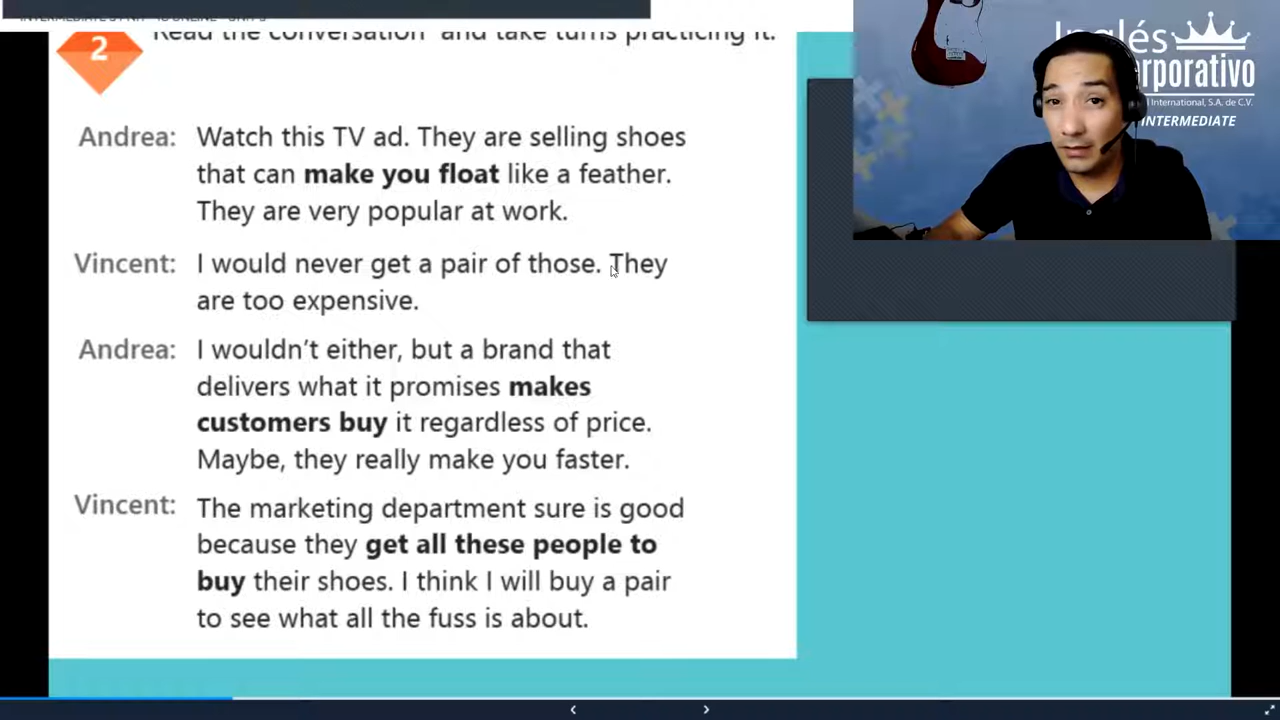 2
Read the conversation and take turns practicing it.
Andrea: Watch this TV ad. They are selling shoes
that can make you float like a feather.
They are very popular at work.
Vincent: I would never get a pair of those. They
are too expensive.
Andrea: I wouldn't either, but a brand that
delivers what it promises makes
customers buy it regardless of price.
Maybe, they really make you faster.
Vincent: The marketing department sure is good
because they get all these people to
buy their shoes. I think I will buy a pair
to see what all the fuss is about.
Inglés
rporativo
International, S.A. de C.V.
INTERMEDIATE